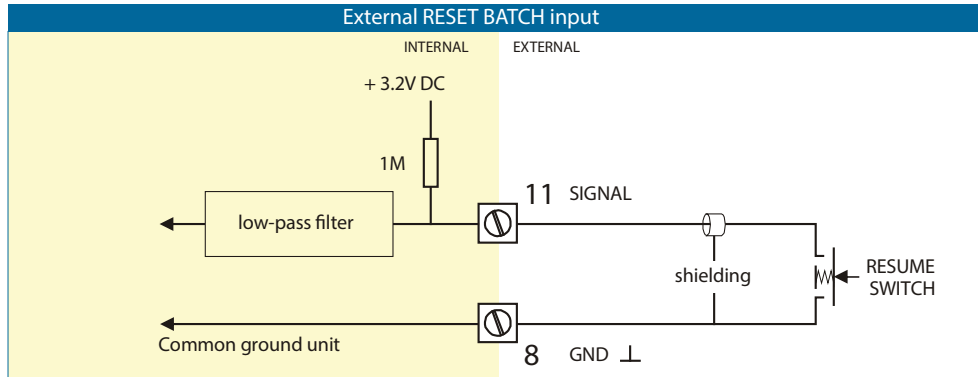 External RESET BATCH input
INTERNAL
EXTERNAL
+ 3.2V DC
1M
11 SIGNAL
low-pass filter
shielding
RESUME
SWITCH
Common ground unit
8 GND ⊥